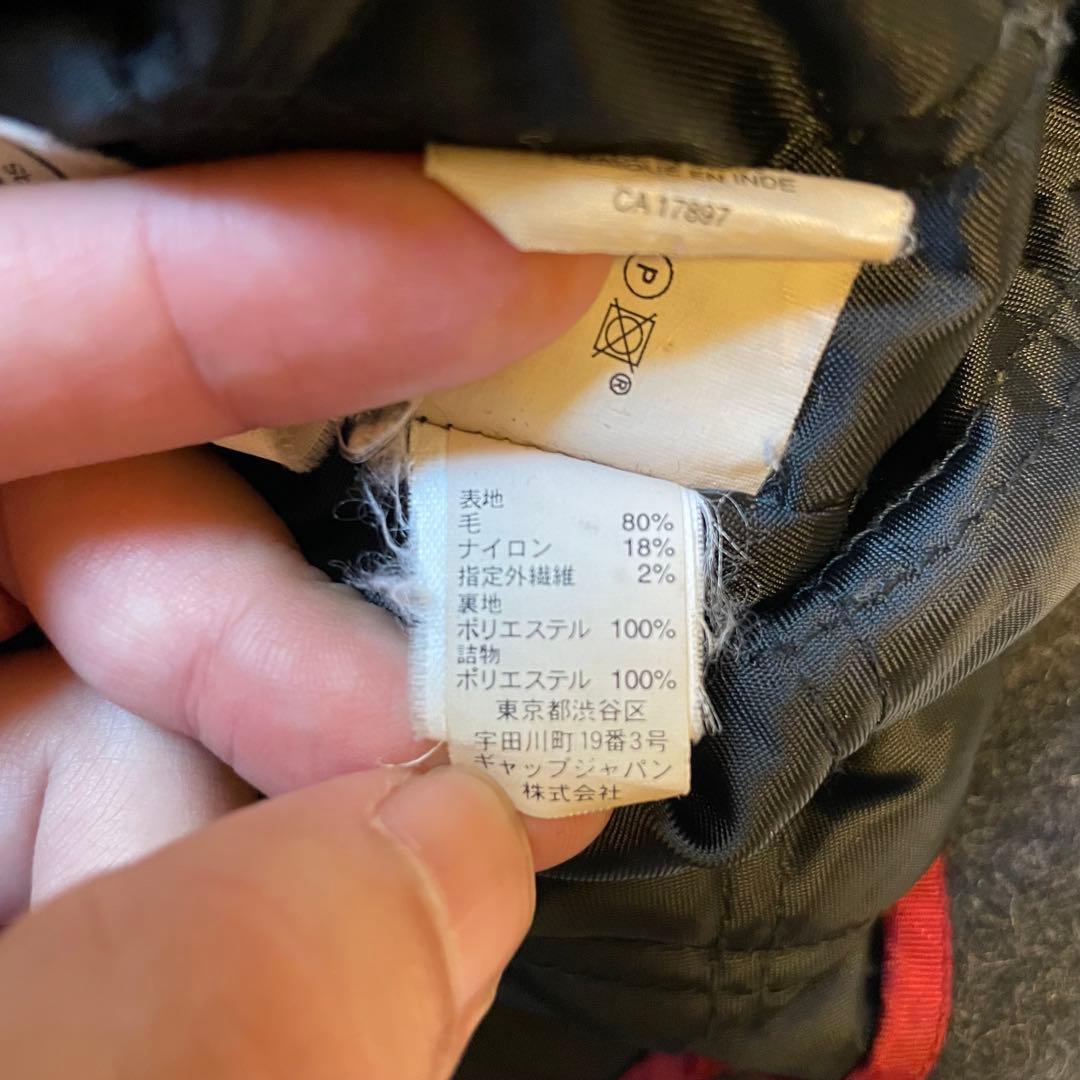 EN INDE
CA 17897
P
®
表地
毛 80%
ナイロン 18%
指定外繊維 2%
裏地
ポリエステル 100%
詰物
ポリエステル 100%
東京都渋谷区
宇田川町19番3号
ギャップジャパン
株式会社